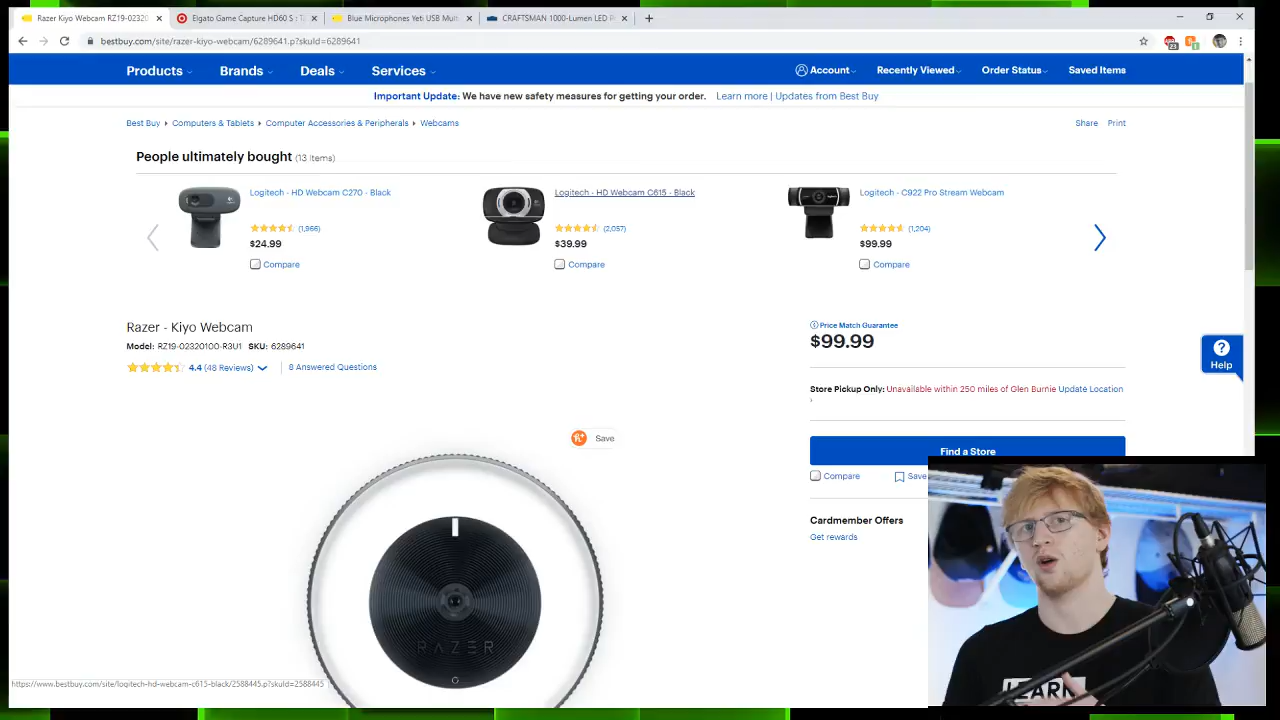 Razer Kiyo Webcam RZ19-02320
Elgato Game Capture HD60 S : Ta
Blue Microphones Yeti USB Mult
CRAFTSMAN 1000-Lumen LED P
bestbuy.com/site/razer-kiyo-webcam/6289641.p?skuId=6289641
Products
Brands
Deals
Services
Account
Recently Viewed
Order Status
Saved Items
Important Update: We have new safety measures for getting your order. Learn more | Updates from Best Buy
Best Buy
Computers & Tablets
Computer Accessories & Peripherals
Webcams
Share
Print
People ultimately bought (13 items)
Logitech - HD Webcam C270 - Black
(1,966)
$24.99
Compare
Logitech - HD Webcam C615 - Black
(2,057)
$39.99
Compare
Logitech - C922 Pro Stream Webcam
(1,204)
$99.99
Compare
Razer - Kiyo Webcam
Model: RZ19-02320100-R3U1 SKU: 6289641
4.4 (48 Reviews)
8 Answered Questions
Price Match Guarantee
$99.99
Store Pickup Only: Unavailable within 250 miles of Glen Burnie Update Location
Find a Store
Compare
Save
Cardmember Offers
Get rewards
Save
RAZER
Help
LEARN
https://www.bestbuy.com/site/logitech-hd-webcam-c615-black/2588445.p?skuId=2588445